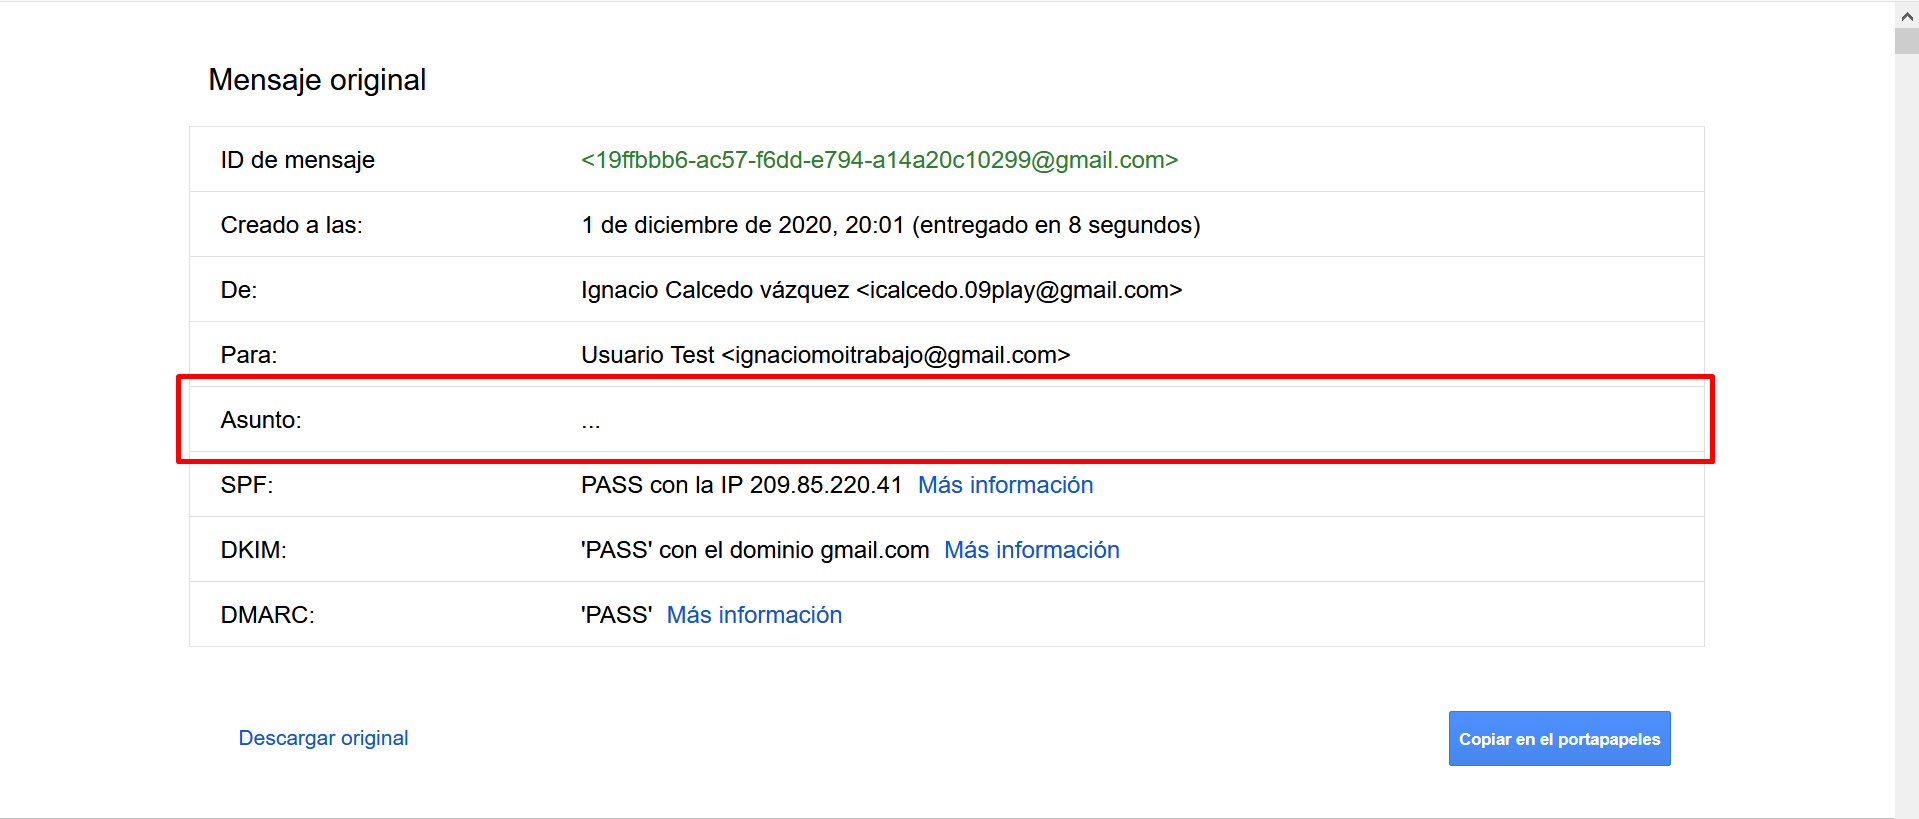 Mensaje original
ID de mensaje <19ffbbb6-ac57-f6dd-e794-a14a20c10299@gmail.com>
Creado a las: 1 de diciembre de 2020, 20:01 (entregado en 8 segundos)
De: Ignacio Calcedo vázquez <icalcedo.09play@gmail.com>
Para: Usuario Test <ignaciomoitrabajo@gmail.com>
Asunto: ...
SPF: PASS con la IP 209.85.220.41 Más información
DKIM: 'PASS' con el dominio gmail.com Más información
DMARC: 'PASS' Más información
Descargar original Copiar en el portapapeles